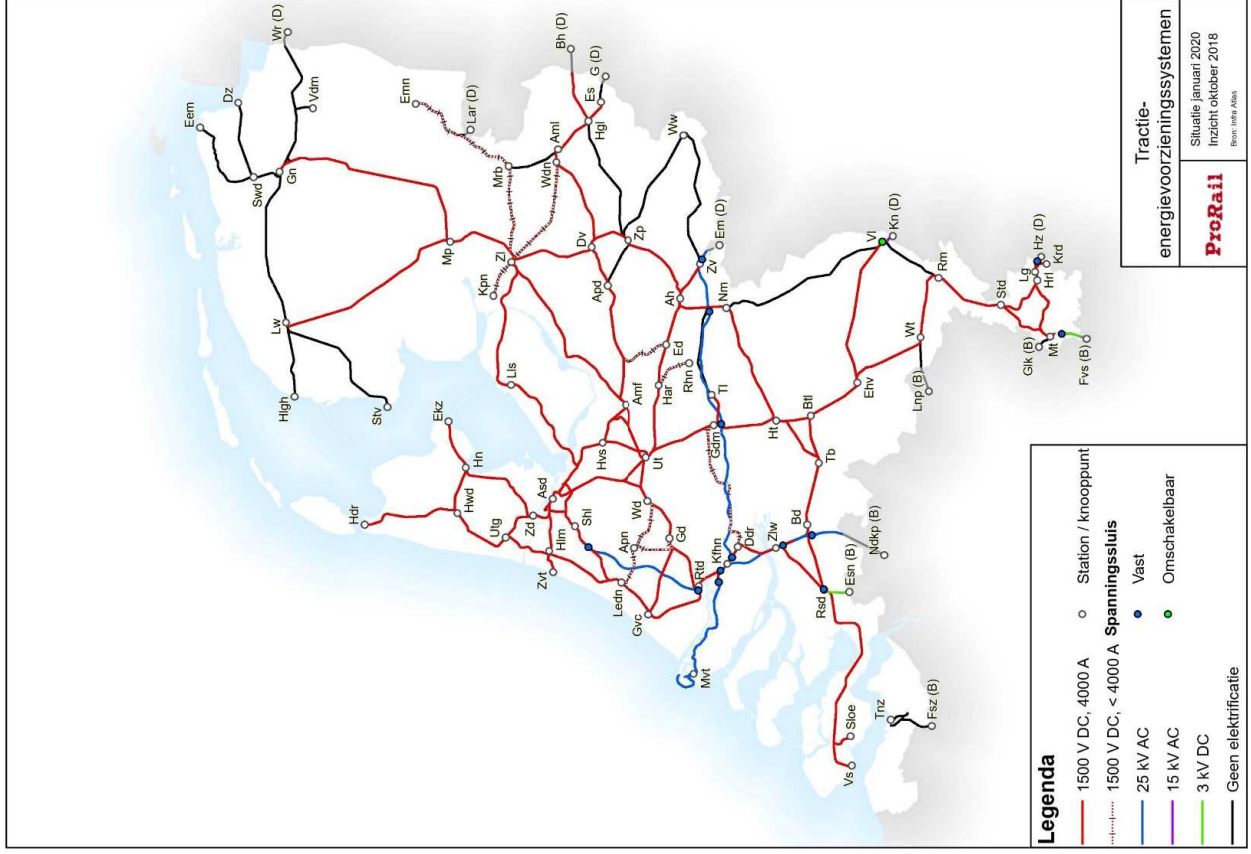 Wr (D)
Eem
Dz
Vdm
Swd
Gn
Emn
Lar (D)
Bh (D)
G (D)
Es
Hgl
Aml
Wdn
Mrb
Ww
Lw
Hlgh
Stv
Mp
Zl
Kpn
Dv
Zp
Apd
Em (D)
Zv
Ah
Nm
Kn (D)
Vl
Rm
Hz (D)
Lg
Krd
Hrl
Std
Mt
Glk (B)
Fvs (B)
Lls
Ed
Har
Rhn
Tl
Amf
Hvs
Ut
Gdm
Ht
Btl
Ehv
Wt
Lnp (B)
Tb
Ekz
Hn
Hwd
Hdr
Utg
Zd
Asd
Shl
Hlm
Zvt
Wd
Apn
Gd
Ledn
Gvc
Rtd
Kfhn
Ddr
Zlw
Bd
Ndkp (B)
Rsd
Esn (B)
Mvt
Sloe
Vs
Tnz
Fsz (B)
Legenda
1500 V DC, 4000 A
1500 V DC, < 4000 A
25 kV AC
15 kV AC
3 kV DC
Geen elektrificatie
Station / knooppunt
Spanningssluis
Vast
Omschakelbaar
Tractie-
energievoorzieningssystemen
ProRail
Situatie januari 2020
Inzicht oktober 2018
Bron: Infra Atlas